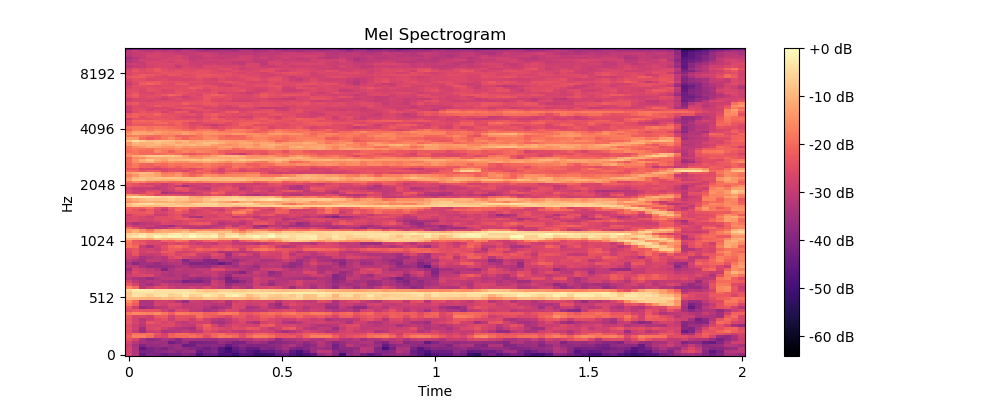 Mel Spectrogram
Hz
8192
4096
2048
1024
512
0
0 0.5 1 1.5 2
Time
+0 dB
-10 dB
-20 dB
-30 dB
-40 dB
-50 dB
-60 dB